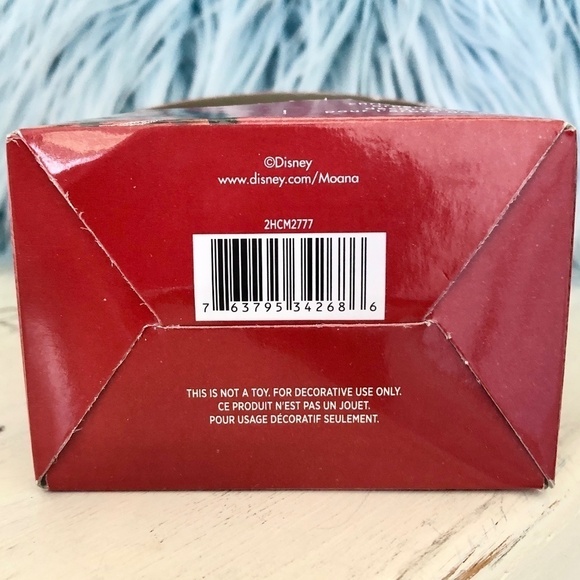 ©Disney
www.disney.com/Moana
2HCM2777
7 63795 34268 6
THIS IS NOT A TOY. FOR DECORATIVE USE ONLY.
CE PRODUIT N'EST PAS UN JOUET.
POUR USAGE DÉCORATIF SEULEMENT.